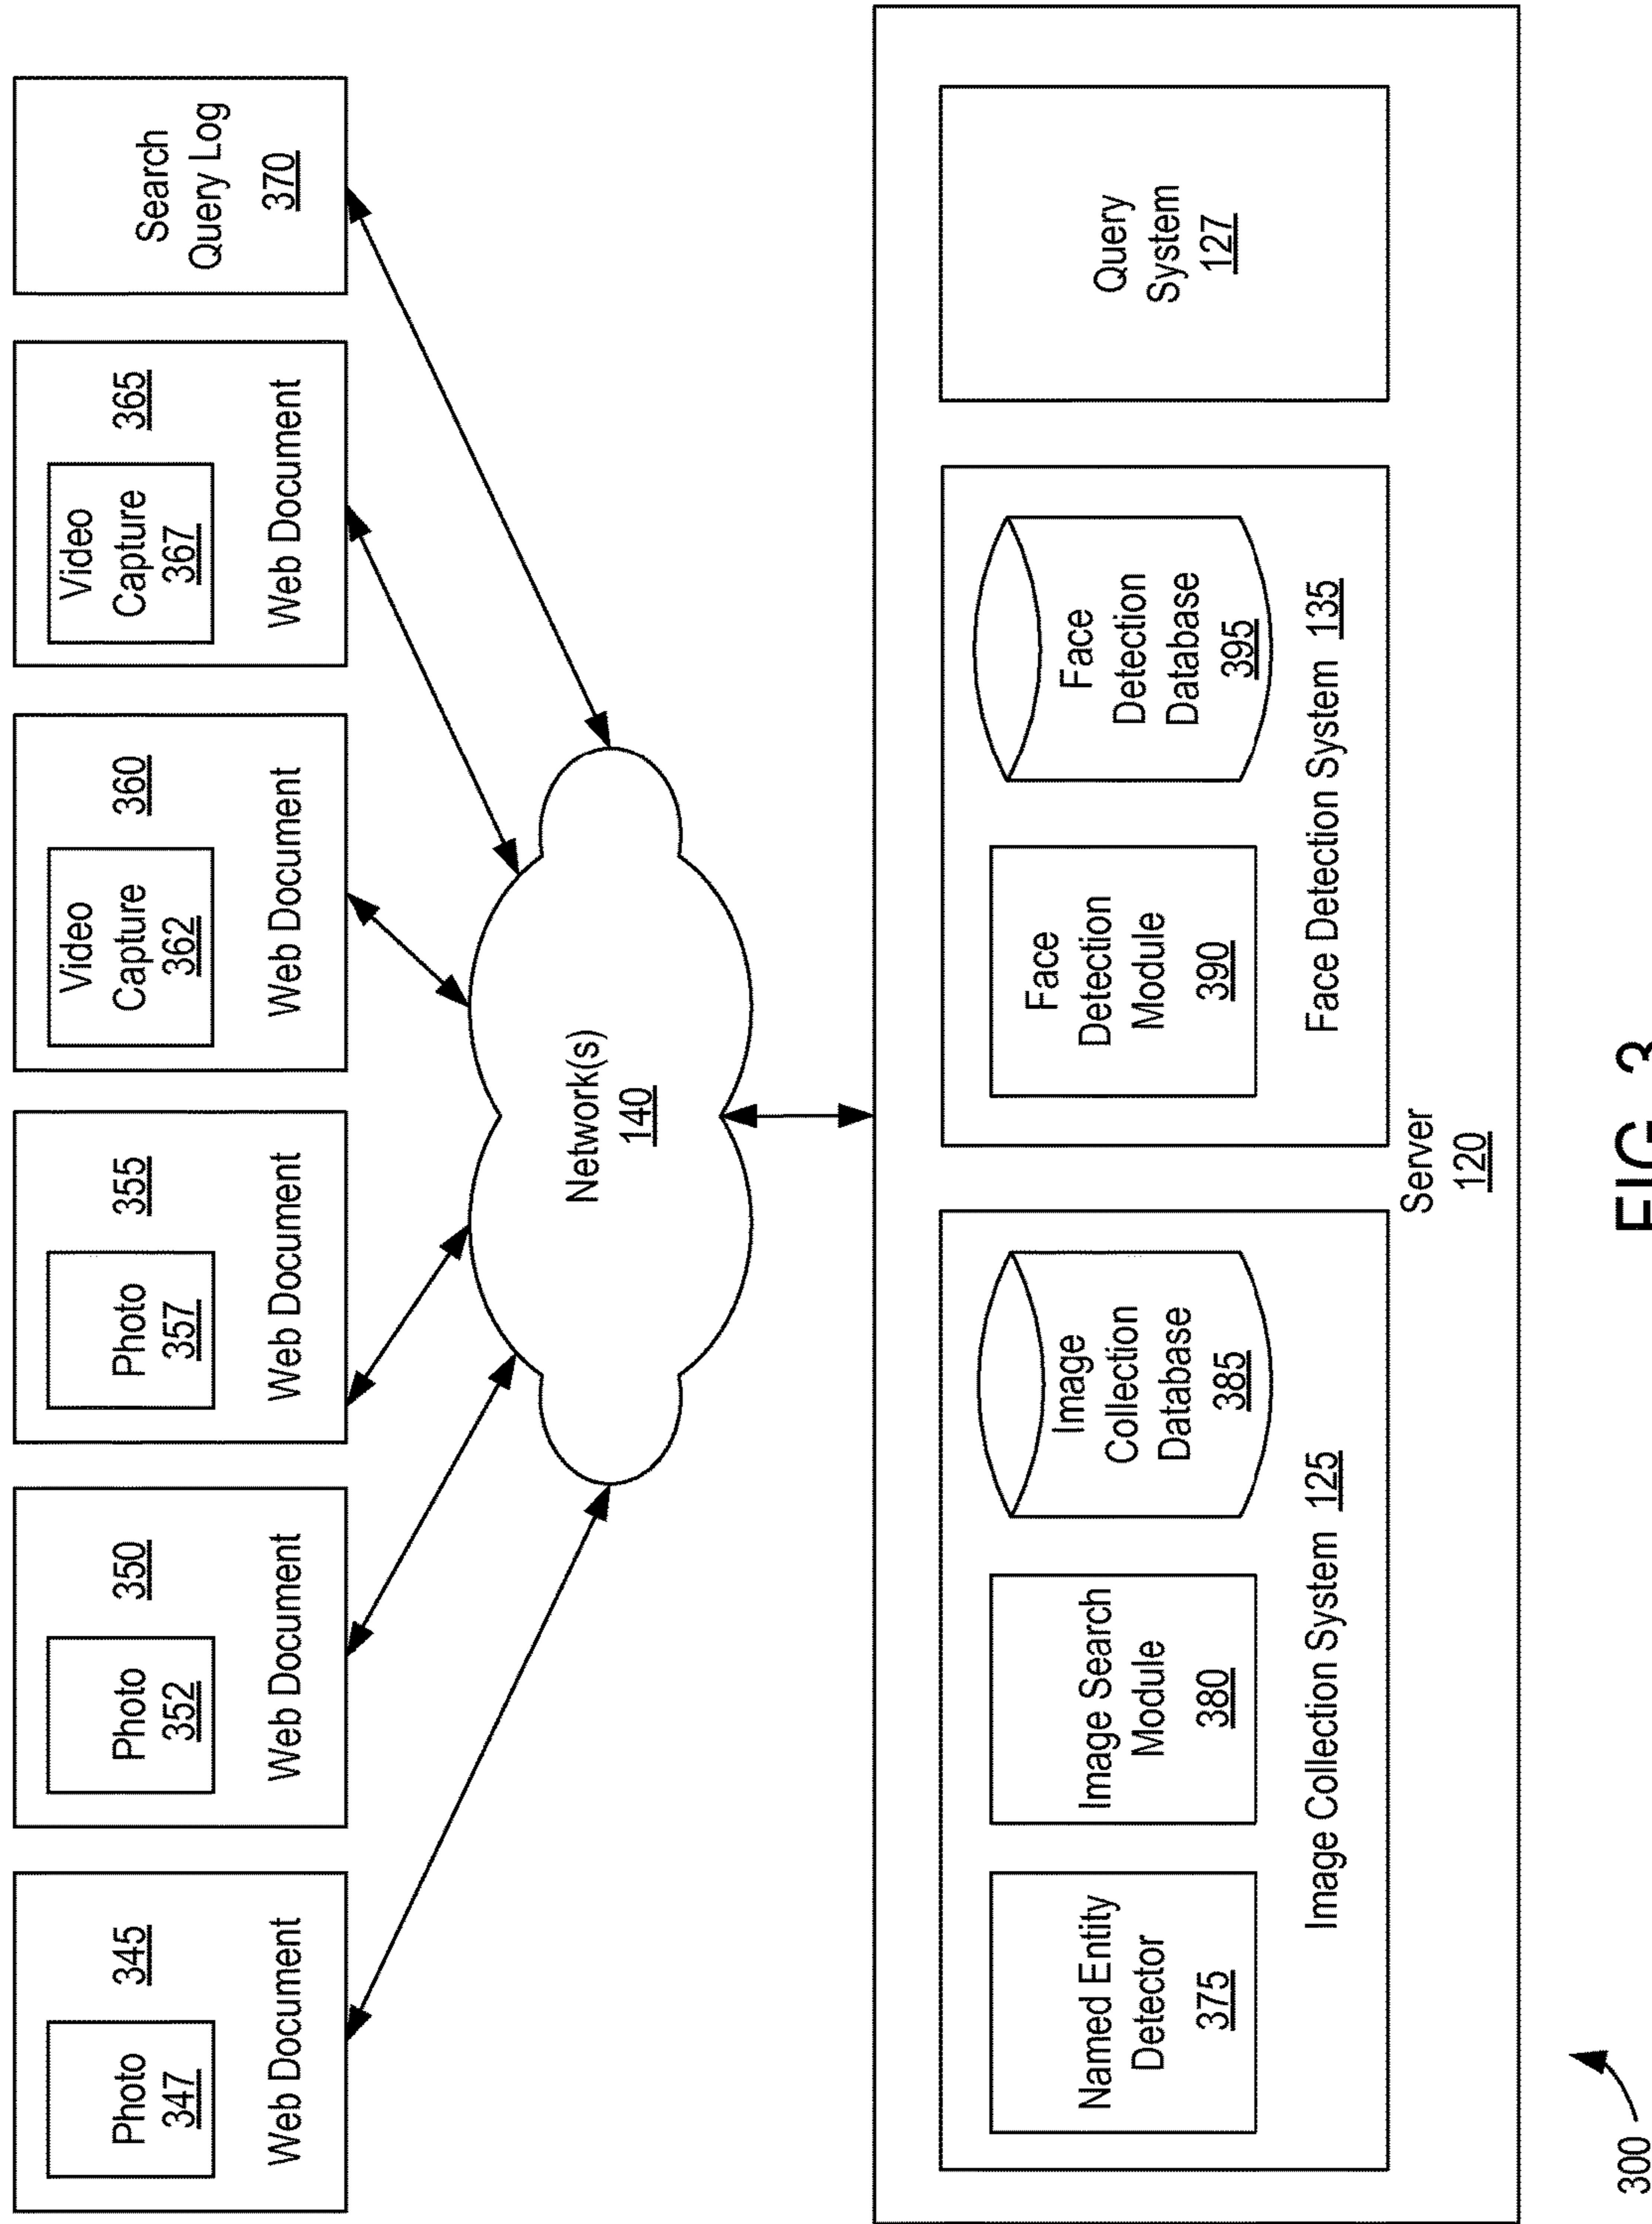 Photo
347
345
Web Document
Photo
352
350
Web Document
Photo
357
355
Web Document
Video
Capture
362
360
Web Document
Video
Capture
367
365
Web Document
Search
Query Log
370
Network(s)
140
Named Entity
Detector
375
Image Search
Module
380
Image
Collection
Database
385
Image Collection System 125
Face
Detection
Module
390
Face
Detection
Database
395
Face Detection System 135
Query
System
127
Server
120
300
FIG. 3